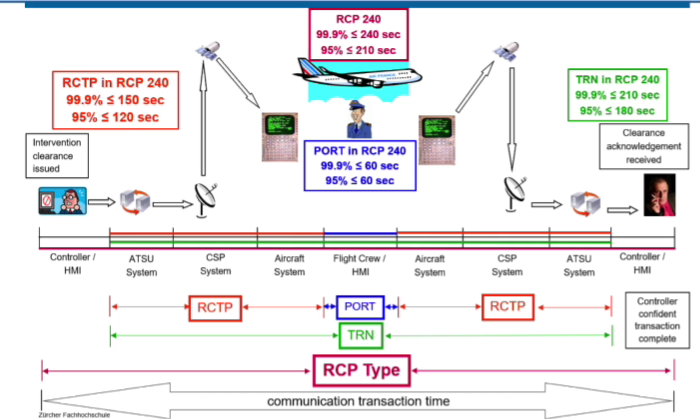 RCP 240
99.9% ≤ 240 sec
95% ≤ 210 sec
RCTP in RCP 240
99.9% ≤ 150 sec
95% ≤ 120 sec
TRN in RCP 240
99.9% ≤ 210 sec
95% ≤ 180 sec
Intervention
clearance
issued
PORT in RCP 240
99.9% ≤ 60 sec
95% ≤ 60 sec
Clearance
acknowledgement
received
Controller /
HMI
ATSU
System
CSP
System
Aircraft
System
Flight Crew /
HMI
Aircraft
System
CSP
System
ATSU
System
Controller /
HMI
RCTP
PORT
RCTP
TRN
Controller
confident
transaction
complete
RCP Type
communication transaction time
Zürcher Fachhochschule